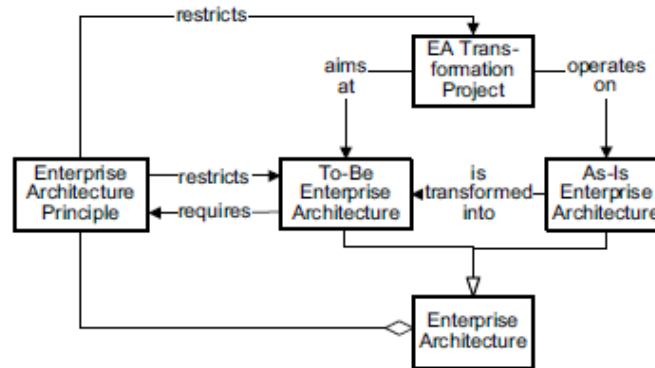 restricts
EA Trans-
formation
Project
aims
at
operates
on
Enterprise
Architecture
Principle
restricts
requires
To-Be
Enterprise
Architecture
is
transformed
into
As-Is
Enterprise
Architecture
Enterprise
Architecture